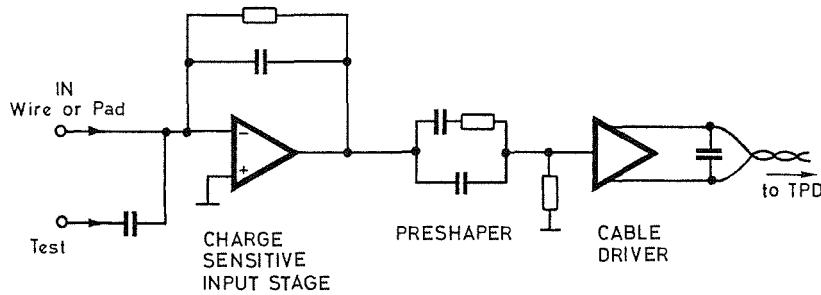 IN
Wire or Pad
Test
−
+
CHARGE
SENSITIVE
INPUT STAGE
PRESHAPER
CABLE
DRIVER
to TPD